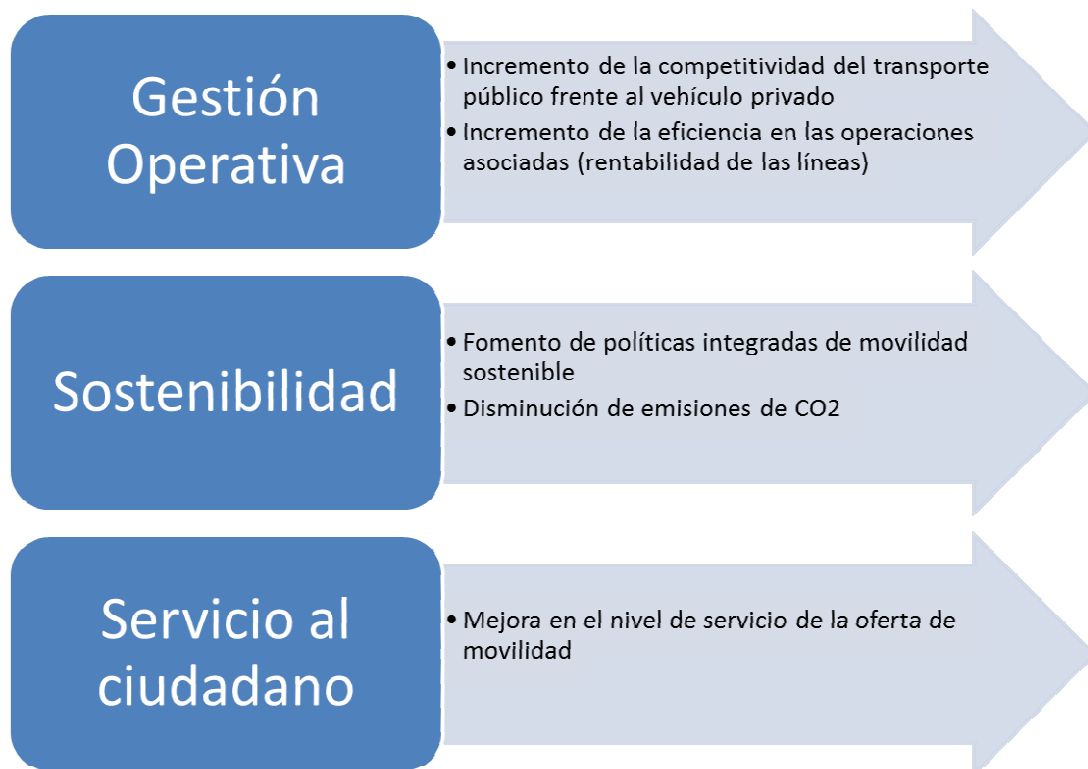 Gestión
Operativa
• Incremento de la competitividad del transporte
público frente al vehículo privado
• Incremento de la eficiencia en las operaciones
asociadas (rentabilidad de las líneas)
Sostenibilidad
• Fomento de políticas integradas de movilidad
sostenible
• Disminución de emisiones de CO2
Servicio al
ciudadano
• Mejora en el nivel de servicio de la oferta de
movilidad